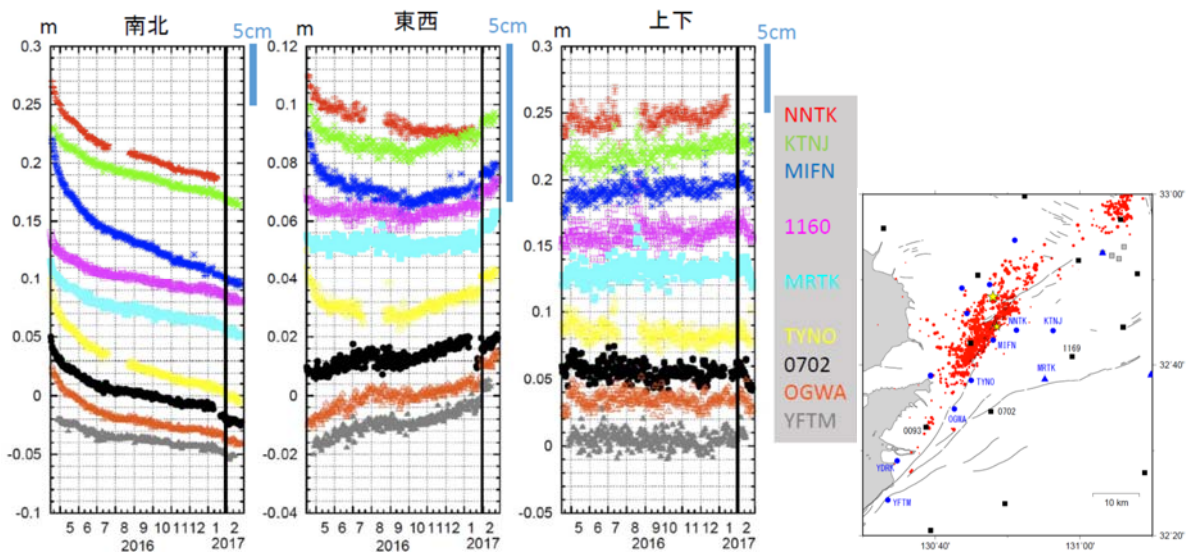 南北
m
5cm
0.3
0.25
0.2
0.15
0.1
0.05
0
-0.05
-0.1
5 6 7 8 9 10 11 12 1 2
2016 2017
東西
m
5cm
0.12
0.1
0.08
0.06
0.04
0.02
0
-0.02
-0.04
5 6 7 8 9 10 11 12 1 2
2016 2017
上下
m
5cm
0.3
0.25
0.2
0.15
0.1
0.05
0
-0.05
5 6 7 8 9 10 11 12 1 2
2016 2017
NNTK
KTNJ
MIFN
1160
MRTK
TYNO
0702
OGWA
YFTM
33°00'
NNTK
KTNJ
MIFN
1169
32°40'
MRTK
TYNO
OGWA
0702
0093
YDRK
YFTM
10 km
32°20'
130°40'
131°00'